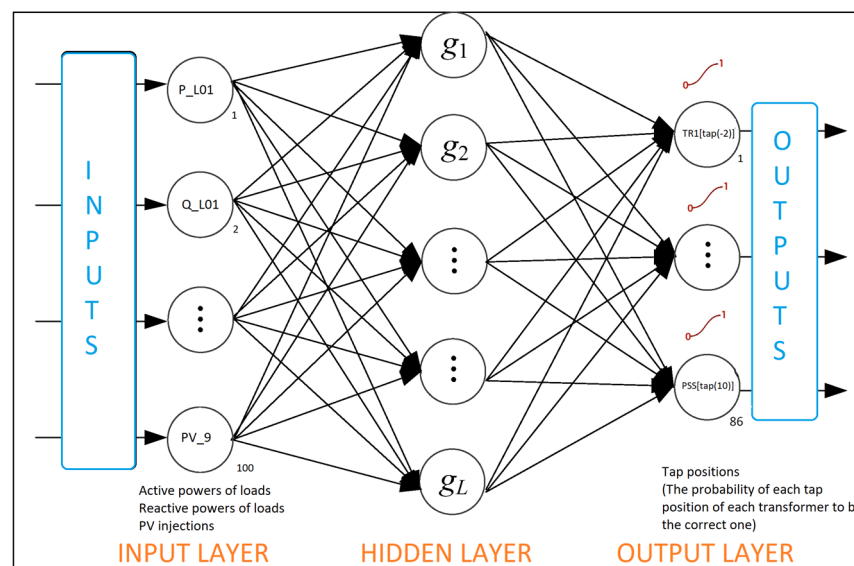 INPUTS
P_L01
1
Q_L01
2
⋮
PV_9
100
g1
g2
⋮
⋮
gL
0 1
TR1[tap(-2)]
1
0 1
⋮
0 1
PSS[tap(10)]
86
OUTPUTS
Active powers of loads
Reactive powers of loads
PV injections
Tap positions
(The probability of each tap
position of each transformer to b
the correct one)
INPUT LAYER
HIDDEN LAYER
OUTPUT LAYER